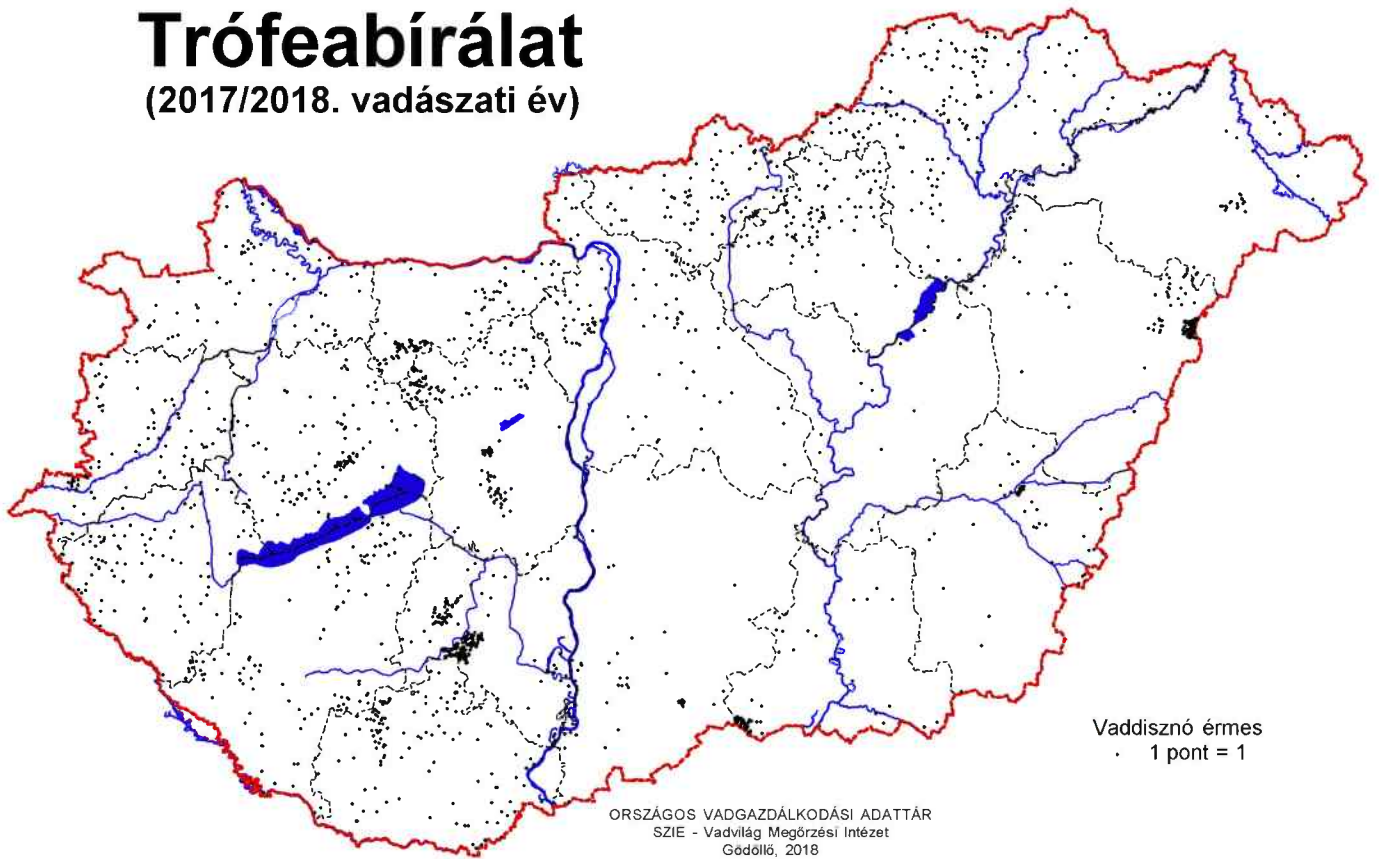 Trófeabírálat
(2017/2018. vadászati év)
Vaddisznó érmes
1 pont = 1
ORSZÁGOS VADGAZDÁLKODÁSI ADATTÁR
SZIE - Vadvilág Megőrzési Intézet
Gödöllő, 2018